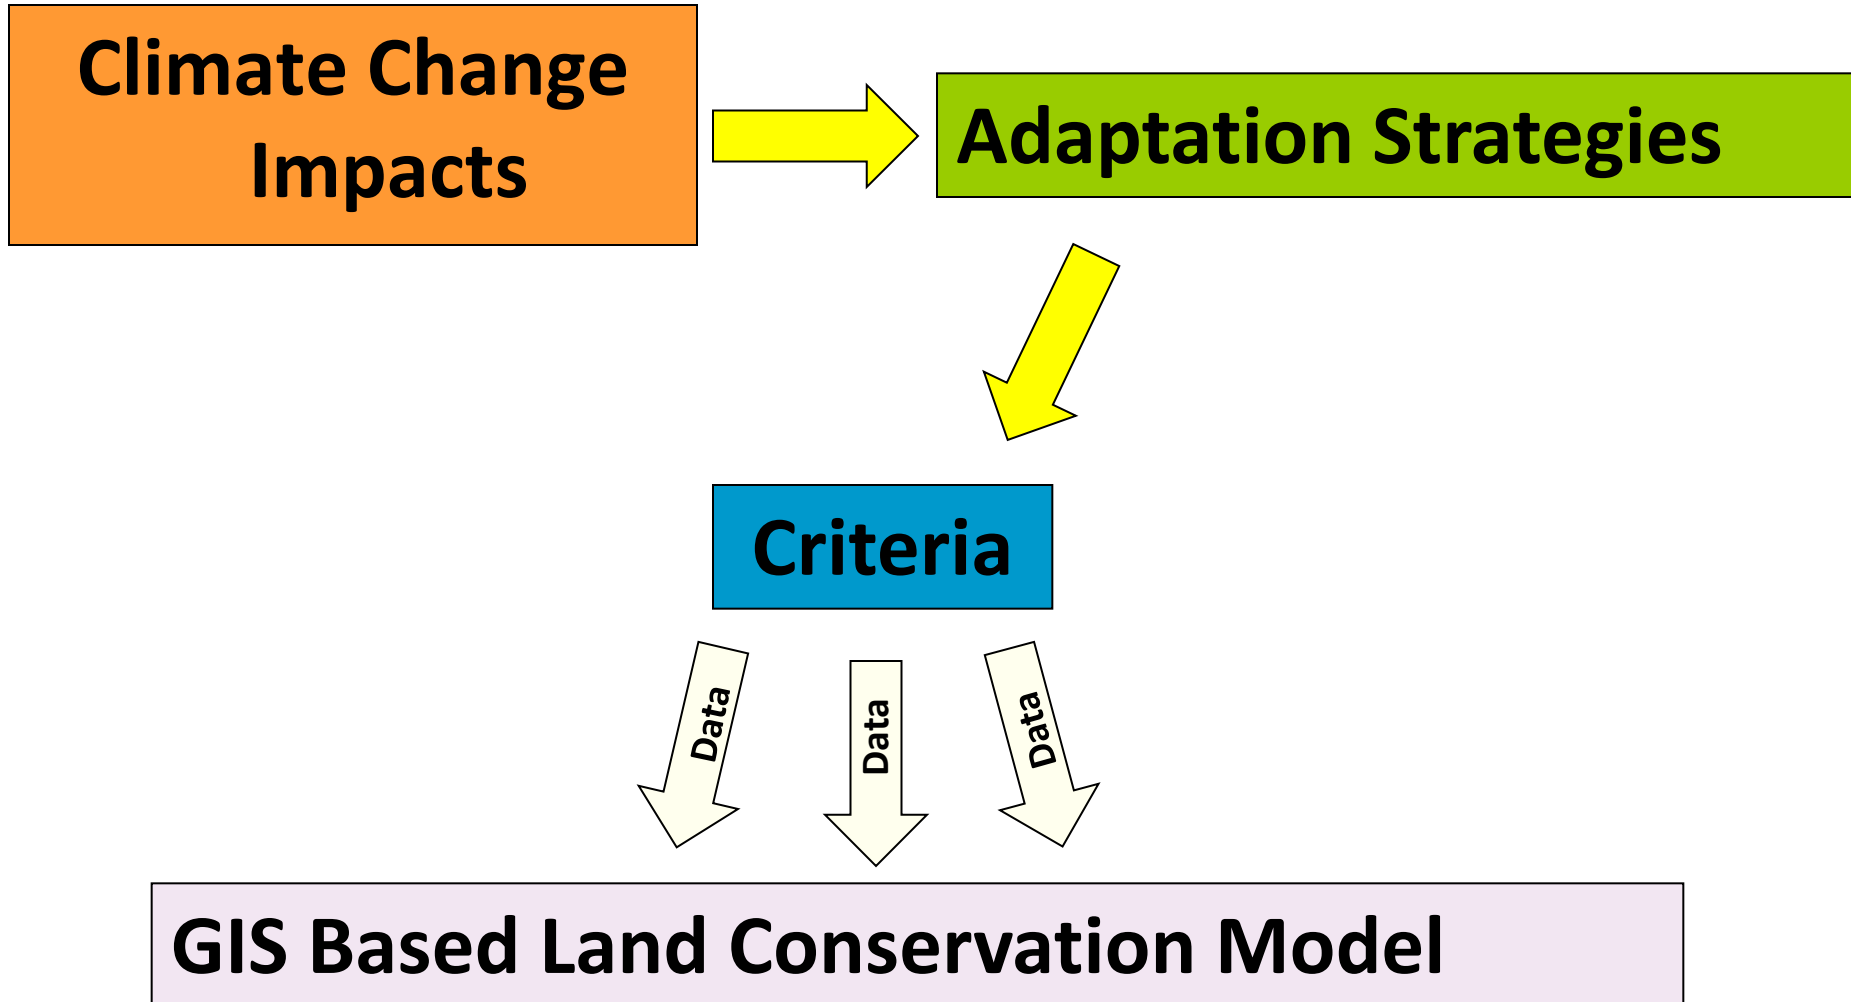 Climate Change
Impacts
Adaptation Strategies
Criteria
Data
Data
Data
GIS Based Land Conservation Model